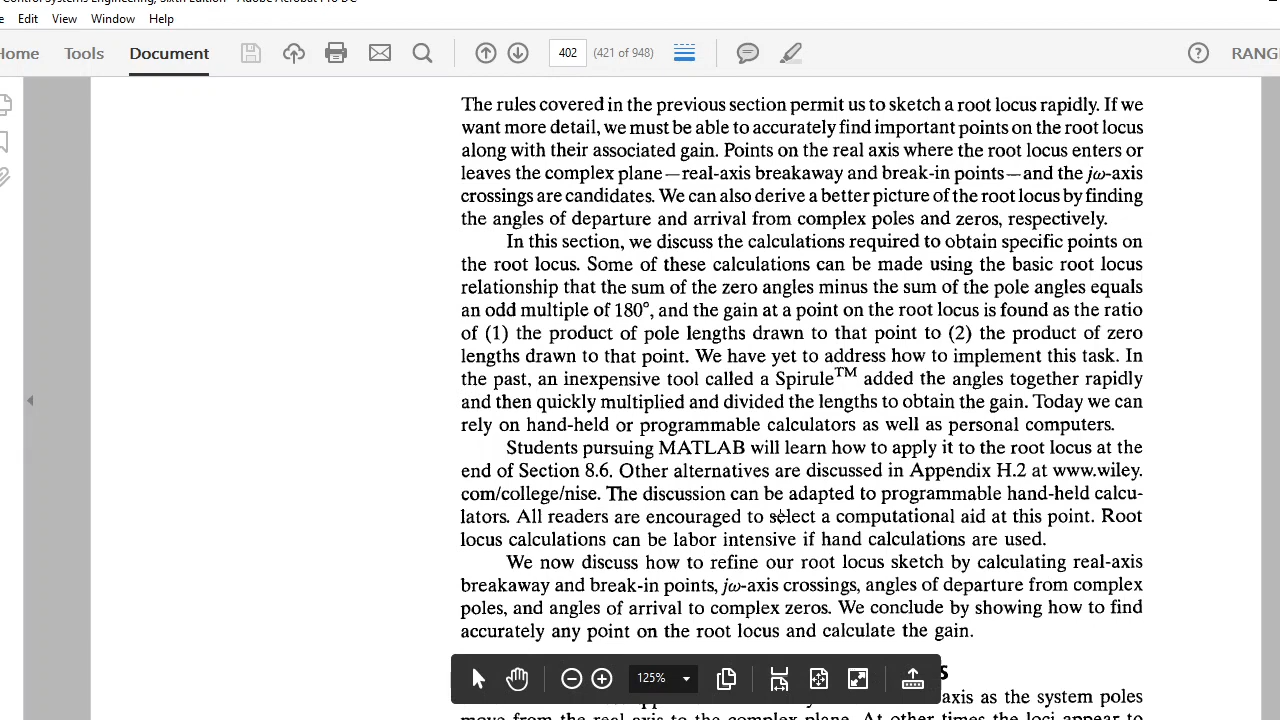 Control Systems Engineering, Sixth Edition - Adobe Acrobat Pro DC
Edit View Window Help
Home Tools Document 402 (421 of 948) RANG
The rules covered in the previous section permit us to sketch a root locus rapidly. If we
want more detail, we must be able to accurately find important points on the root locus
along with their associated gain. Points on the real axis where the root locus enters or
leaves the complex plane—real-axis breakaway and break-in points—and the jω-axis
crossings are candidates. We can also derive a better picture of the root locus by finding
the angles of departure and arrival from complex poles and zeros, respectively.
In this section, we discuss the calculations required to obtain specific points on
the root locus. Some of these calculations can be made using the basic root locus
relationship that the sum of the zero angles minus the sum of the pole angles equals
an odd multiple of 180°, and the gain at a point on the root locus is found as the ratio
of (1) the product of pole lengths drawn to that point to (2) the product of zero
lengths drawn to that point. We have yet to address how to implement this task. In
the past, an inexpensive tool called a Spirule™ added the angles together rapidly
and then quickly multiplied and divided the lengths to obtain the gain. Today we can
rely on hand-held or programmable calculators as well as personal computers.
Students pursuing MATLAB will learn how to apply it to the root locus at the
end of Section 8.6. Other alternatives are discussed in Appendix H.2 at www.wiley.
com/college/nise. The discussion can be adapted to programmable hand-held calcu-
lators. All readers are encouraged to select a computational aid at this point. Root
locus calculations can be labor intensive if hand calculations are used.
We now discuss how to refine our root locus sketch by calculating real-axis
breakaway and break-in points, jω-axis crossings, angles of departure from complex
poles, and angles of arrival to complex zeros. We conclude by showing how to find
accurately any point on the root locus and calculate the gain.
125%
axis as the system poles
move from the real axis to the complex plane. At other times the loci appear to